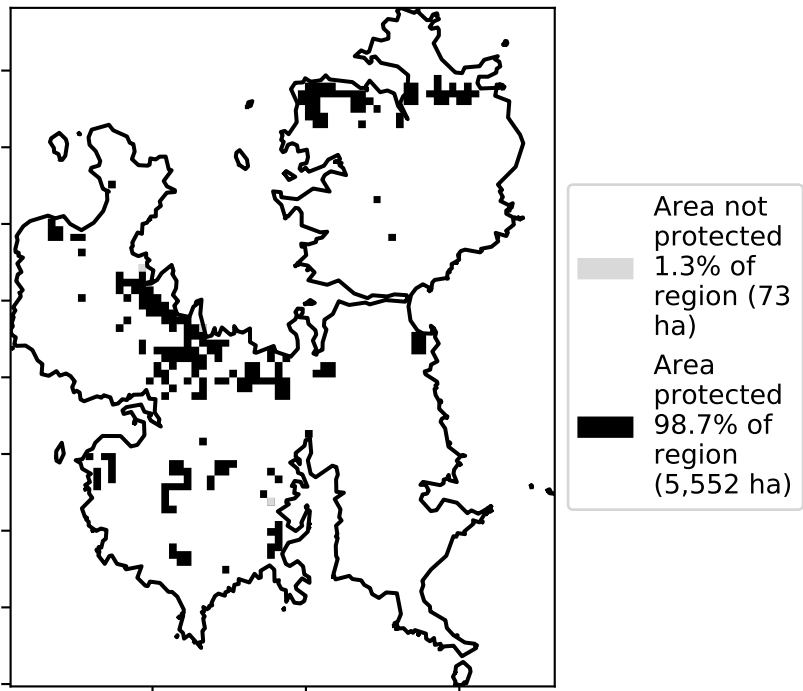 Area not
protected
1.3% of
region (73
ha)
Area
protected
98.7% of
region
(5,552 ha)